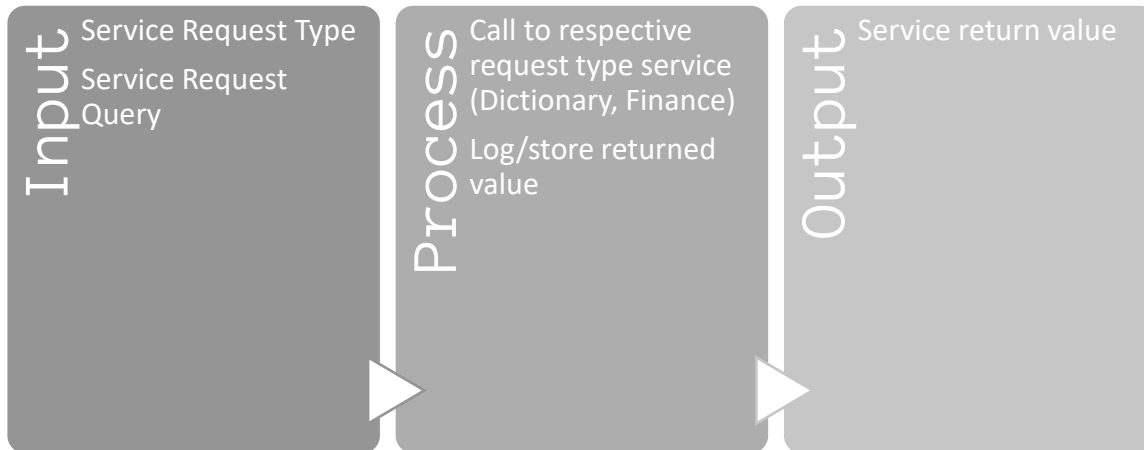 Input
Service Request Type
Service Request
Query
Process
Call to respective
request type service
(Dictionary, Finance)
Log/store returned
value
Output
Service return value